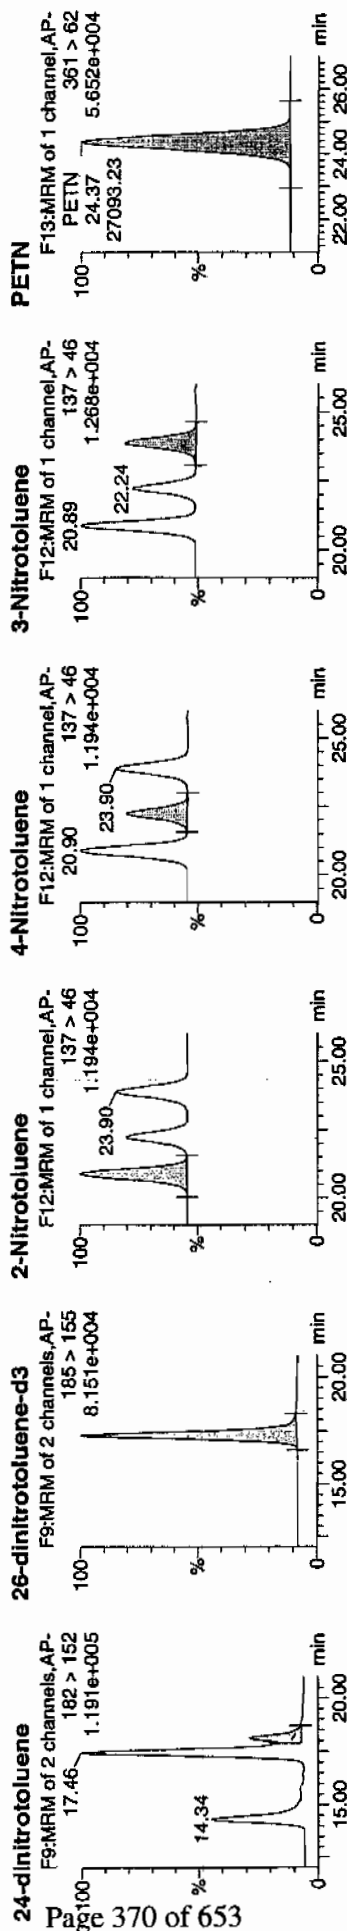 24-dinitrotoluene
F9:MRM of 2 channels,AP-
182 > 152
1.191e+005
100
17.46
14.34
%
0
15.00
20.00
min
26-dinitrotoluene-d3
F9:MRM of 2 channels,AP-
185 > 155
8.151e+004
100
%
0
15.00
20.00
min
2-Nitrotoluene
F12:MRM of 1 channel,AP-
137 > 46
1.194e+004
100
23.90
%
0
20.00
25.00
min
4-Nitrotoluene
F12:MRM of 1 channel,AP-
137 > 46
1.194e+004
100
20.90
23.90
%
0
20.00
25.00
min
3-Nitrotoluene
F12:MRM of 1 channel,AP-
137 > 46
1.268e+004
100
20.89
22.24
%
0
20.00
25.00
min
PETN
F13:MRM of 1 channel,AP-
361 > 62
5.652e+004
100
PETN
24.37
27093.23
%
0
22.00
24.00
26.00
min
Page 370 of 653